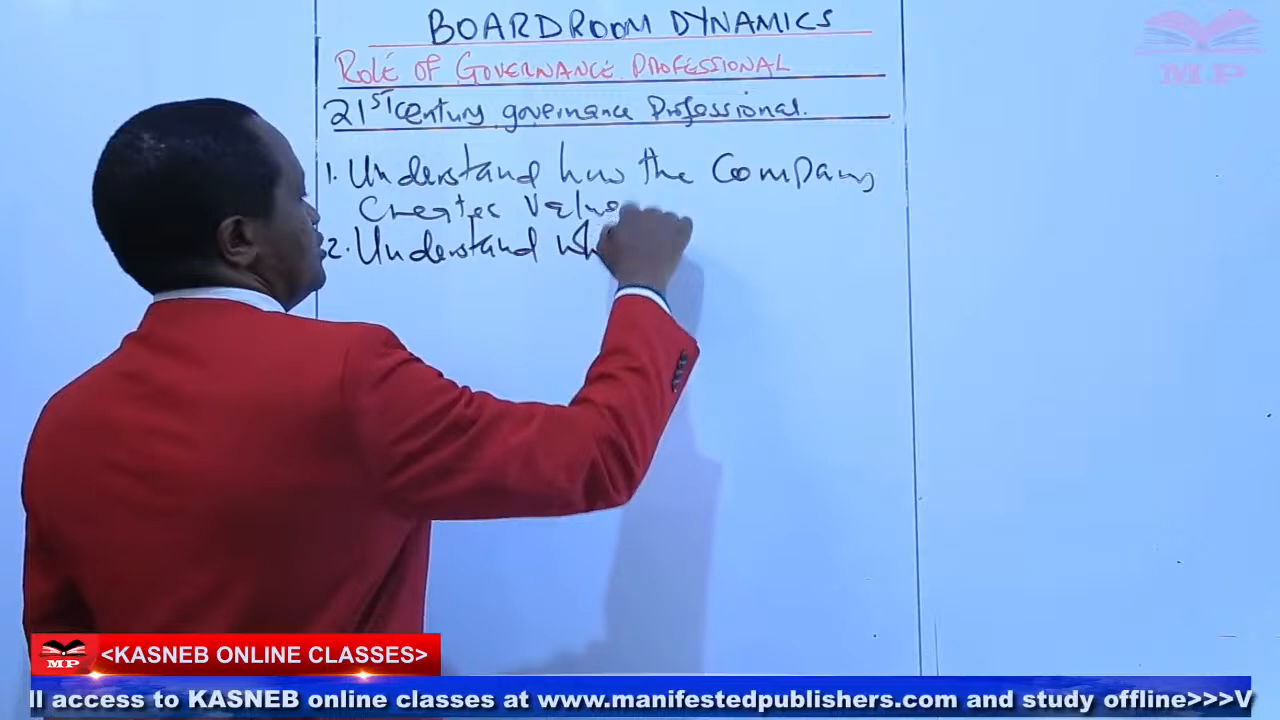 BOARDROOM DYNAMICS
ROLE OF GOVERNANCE PROFESSIONAL
21ST century governance Professional.
1. Understand how the Company
Creates Value
2. Understand
MP
MP
<KASNEB ONLINE CLASSES>
ll access to KASNEB online classes at www.manifestedpublishers.com and study offline>>>V